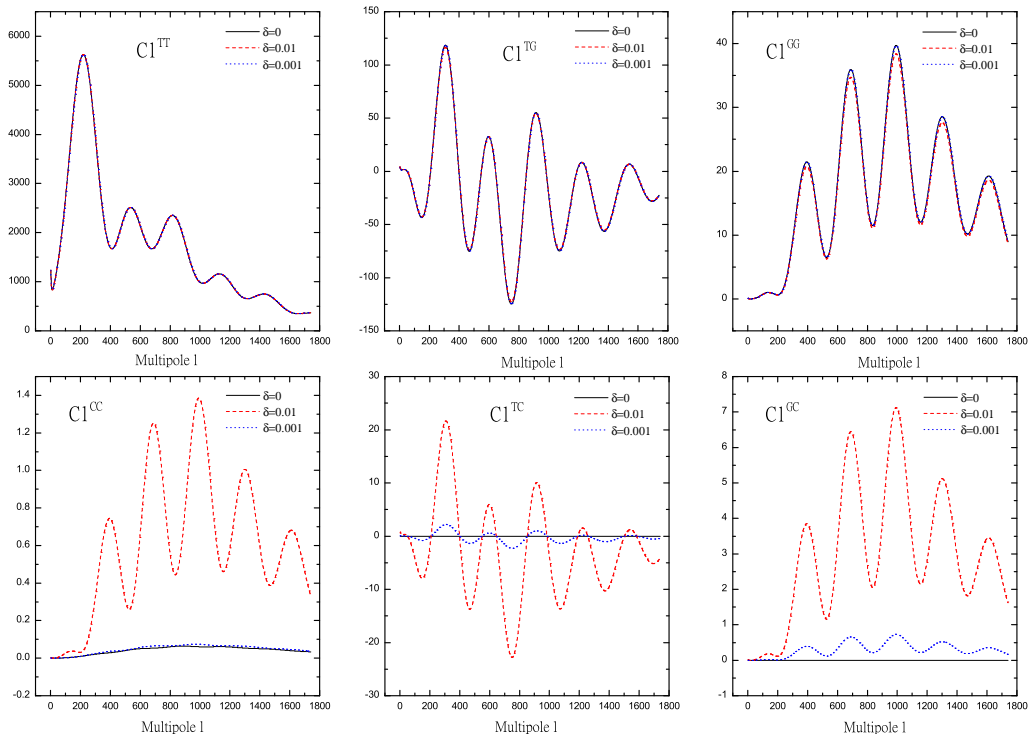 Cl^TT
δ=0
δ=0.01
δ=0.001
6000
5000
4000
3000
2000
1000
0
0 200 400 600 800 1000 1200 1400 1600 1800
Multipole l
Cl^TG
δ=0
δ=0.01
δ=0.001
150
100
50
0
-50
-100
-150
0 200 400 600 800 1000 1200 1400 1600 1800
Multipole l
Cl^GG
δ=0
δ=0.01
δ=0.001
40
30
20
10
0
0 200 400 600 800 1000 1200 1400 1600 1800
Multipole l
Cl^CC
δ=0
δ=0.01
δ=0.001
1.4
1.2
1.0
0.8
0.6
0.4
0.2
0.0
-0.2
0 200 400 600 800 1000 1200 1400 1600 1800
Multipole l
Cl^TC
δ=0
δ=0.01
δ=0.001
30
20
10
0
-10
-20
-30
0 200 400 600 800 1000 1200 1400 1600 1800
Multipole l
Cl^GC
δ=0
δ=0.01
δ=0.001
8
7
6
5
4
3
2
1
0
-1
0 200 400 600 800 1000 1200 1400 1600 1800
Multipole l